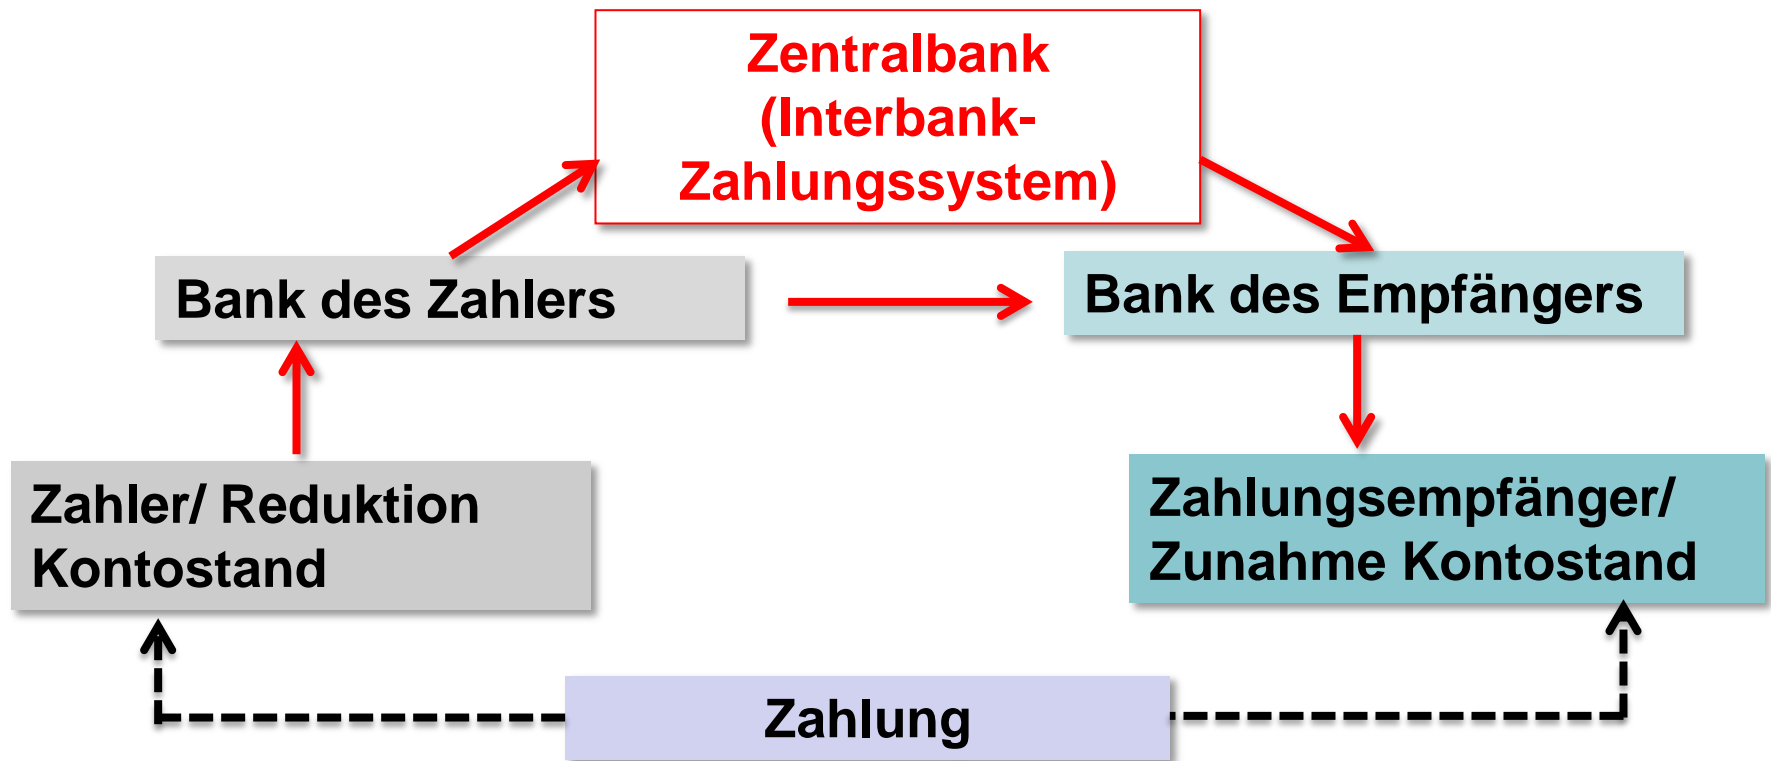 Zentralbank
(Interbank-
Zahlungssystem)
Bank des Zahlers
Bank des Empfängers
Zahler/ Reduktion
Kontostand
Zahlungsempfänger/
Zunahme Kontostand
Zahlung